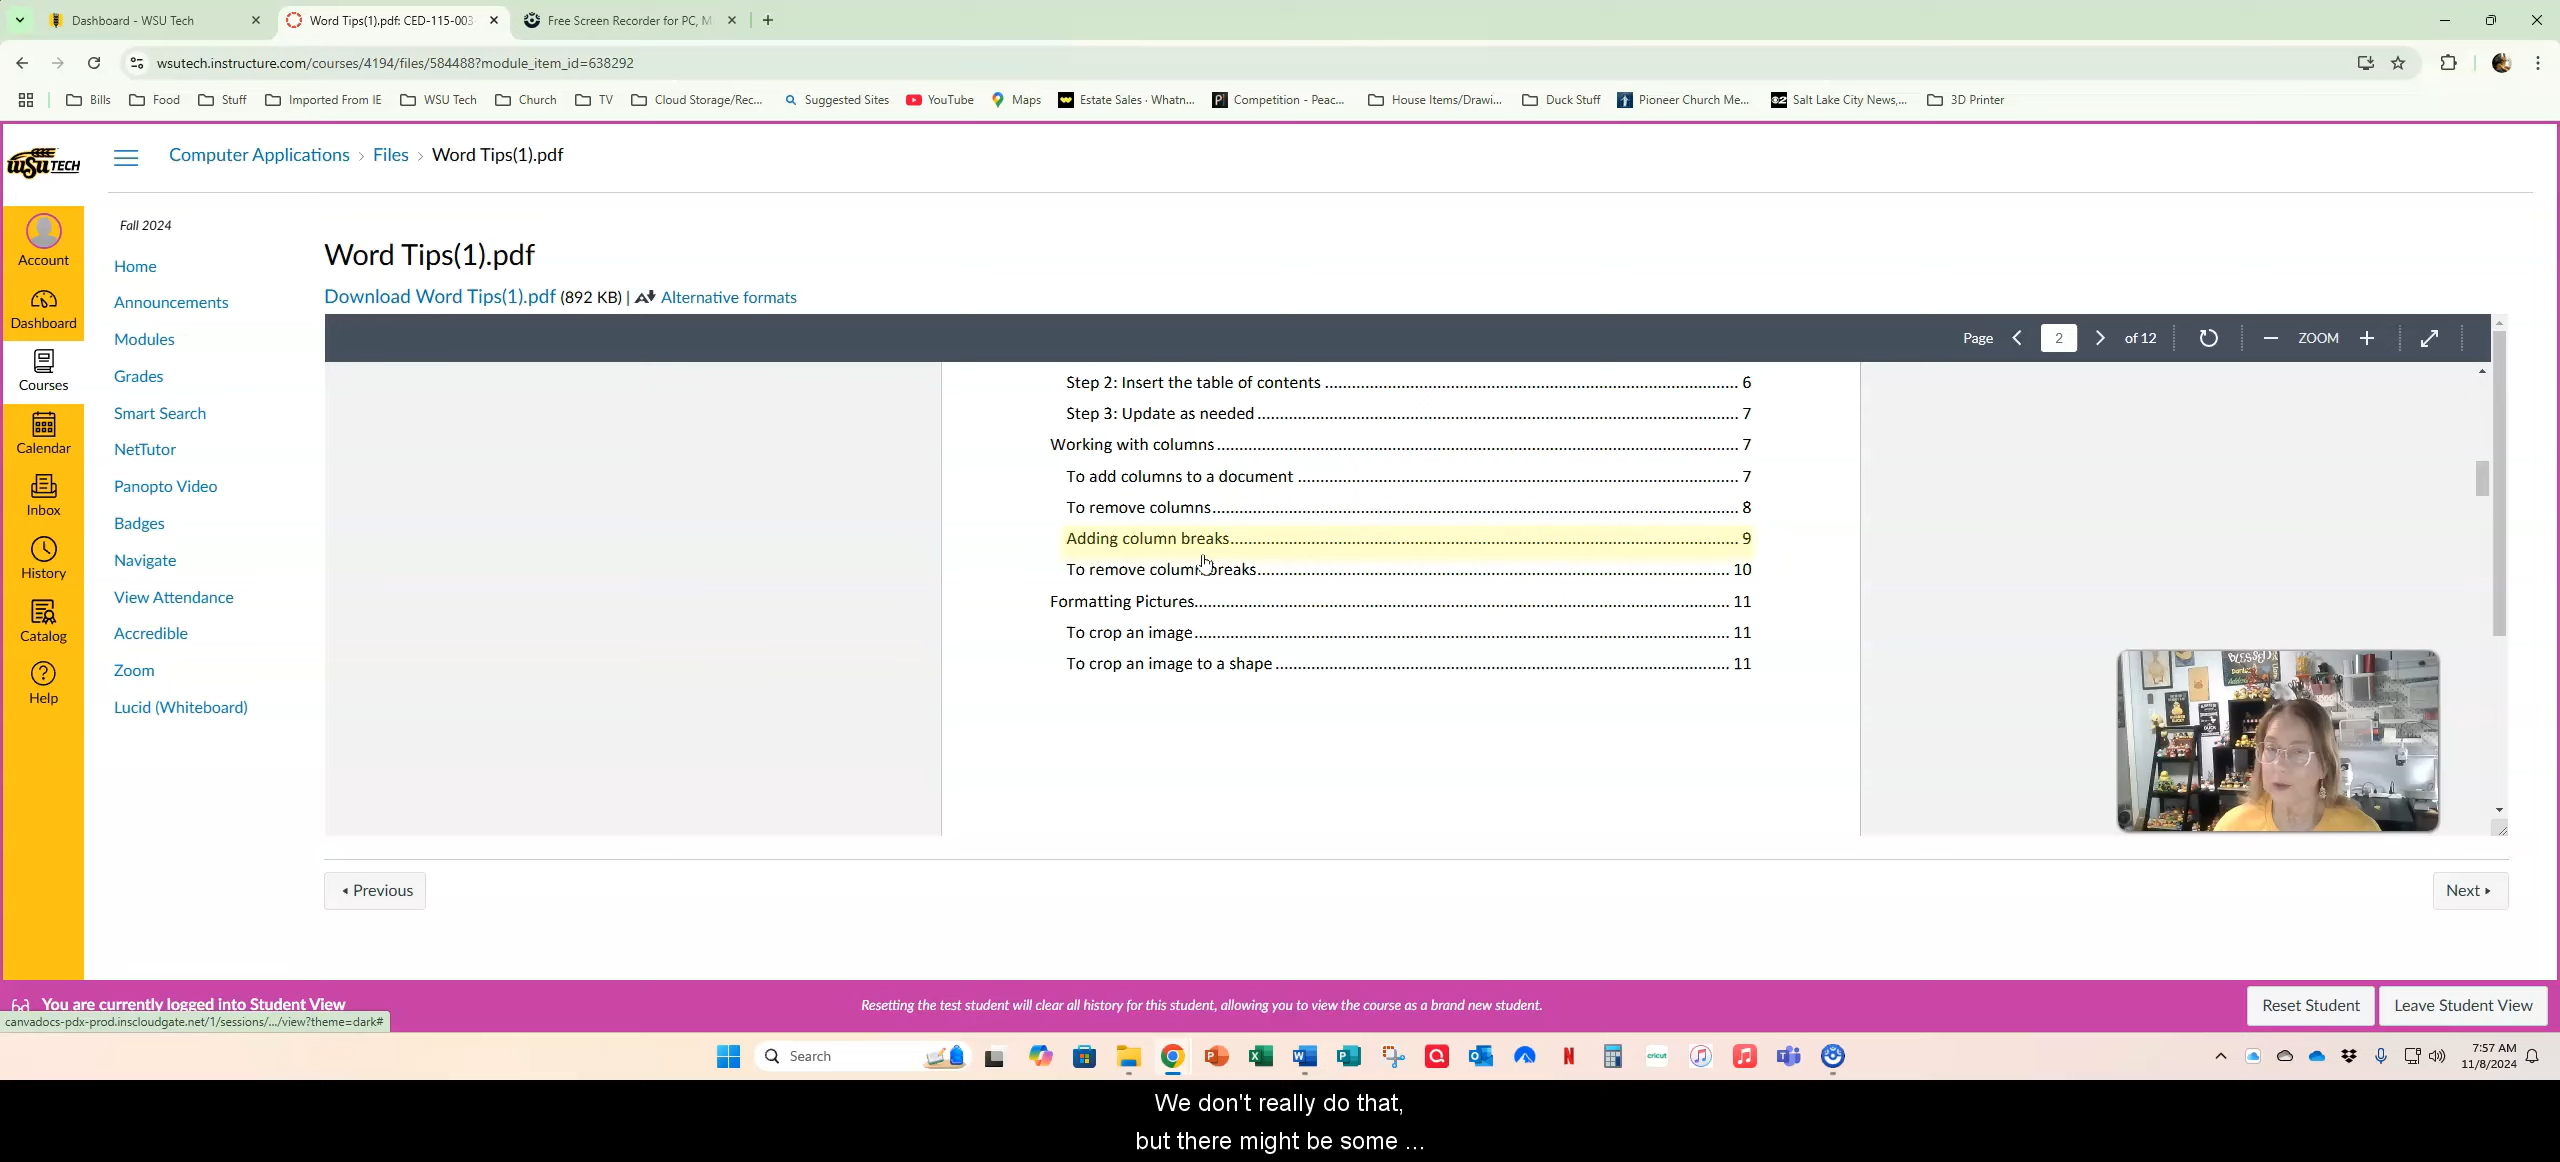 Dashboard - WSU Tech
Word Tips(1).pdf: CED-115-003
Free Screen Recorder for PC, M
wsutech.instructure.com/courses/4194/files/584488?module_item_id=638292
Bills
Food
Stuff
Imported From IE
WSU Tech
Church
TV
Cloud Storage/Rec...
Suggested Sites
YouTube
Maps
Estate Sales · Whatn...
Competition - Peac...
House Items/Drawi...
Duck Stuff
Pioneer Church Me...
Salt Lake City News,...
3D Printer
WSU TECH
Computer Applications › Files › Word Tips(1).pdf
Account
Dashboard
Courses
Calendar
Inbox
History
Catalog
Help
Fall 2024
Home
Announcements
Modules
Grades
Smart Search
NetTutor
Panopto Video
Badges
Navigate
View Attendance
Accredible
Zoom
Lucid (Whiteboard)
Word Tips(1).pdf
Download Word Tips(1).pdf (892 KB) | Alternative formats
Page 2 of 12 ZOOM
Step 2: Insert the table of contents 6
Step 3: Update as needed 7
Working with columns 7
To add columns to a document 7
To remove columns 8
Adding column breaks 9
To remove column breaks 10
Formatting Pictures 11
To crop an image 11
To crop an image to a shape 11
BLESSED
Previous
Next
You are currently logged into Student View
Resetting the test student will clear all history for this student, allowing you to view the course as a brand new student.
Reset Student
Leave Student View
canvadocs-pdx-prod.inscloudgate.net/1/sessions/.../view?theme=dark#
Search
cricut
7:57 AM
11/8/2024
We don't really do that,
but there might be some ...